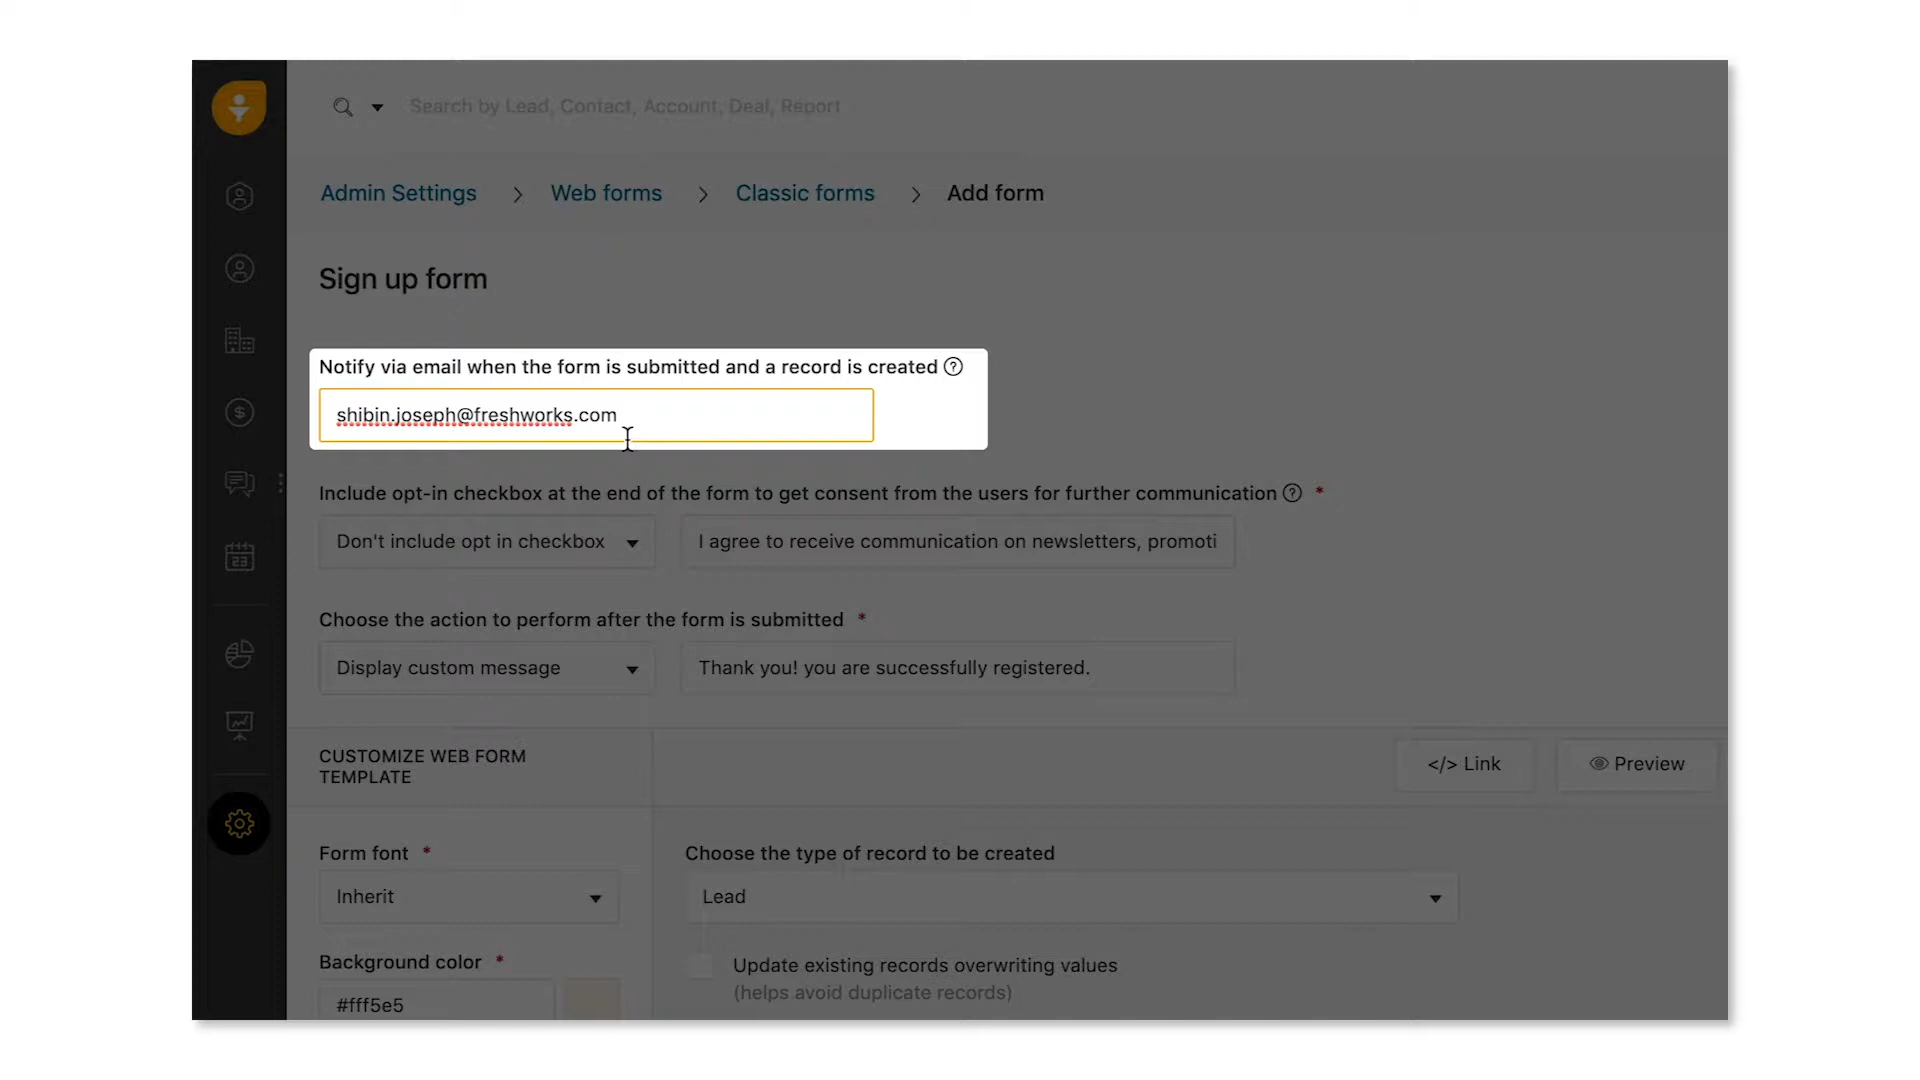 Search by Lead, Contact, Account, Deal, Report
Admin Settings > Web forms > Classic forms > Add form
Sign up form
Notify via email when the form is submitted and a record is created ?
shibin.joseph@freshworks.com
Include opt-in checkbox at the end of the form to get consent from the users for further communication ? *
Don't include opt in checkbox
I agree to receive communication on newsletters, promoti
Choose the action to perform after the form is submitted *
Display custom message
Thank you! you are successfully registered.
CUSTOMIZE WEB FORM
TEMPLATE
</> Link
Preview
Form font *
Inherit
Background color *
#fff5e5
Choose the type of record to be created
Lead
Update existing records overwriting values
(helps avoid duplicate records)
23